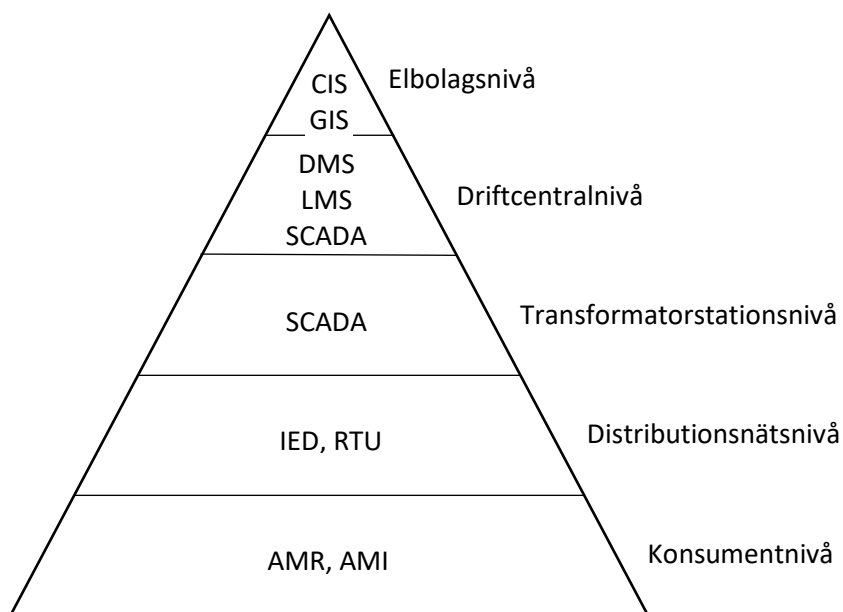 CIS
GIS
Elbolagsnivå
DMS
LMS
SCADA
Driftcentralnivå
SCADA
Transformatorstationsnivå
IED, RTU
Distributionsnätsnivå
AMR, AMI
Konsumentnivå